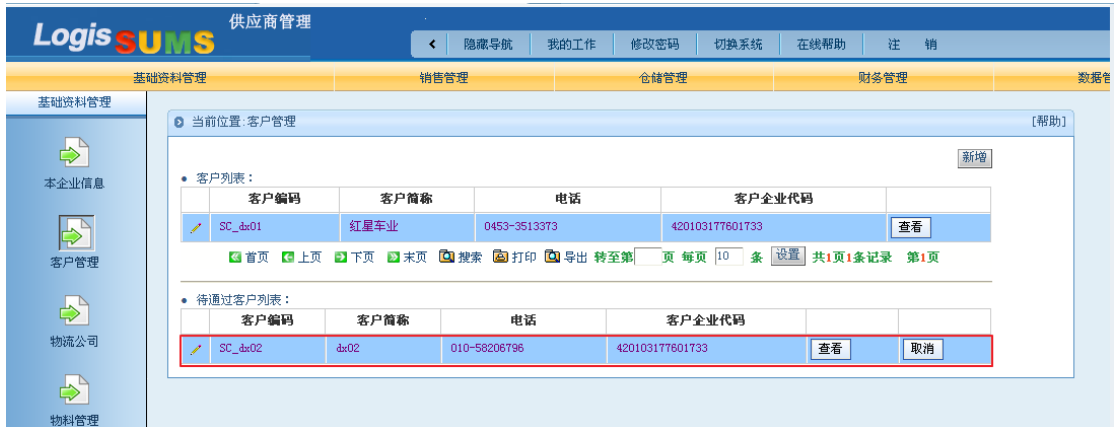 Logis SUMS 供应商管理
隐藏导航 我的工作 修改密码 切换系统 在线帮助 注 销
基础资料管理 销售管理 仓储管理 财务管理 数据管
基础资料管理
当前位置:客户管理 [帮助]
新增
本企业信息
客户列表：
客户编码 客户简称 电话 客户企业代码
SC_dx01 红星车业 0453-3513373 420103177601733 查看
客户管理
首页 上页 下页 末页 搜索 打印 导出 转至第 页 每页 10 条 设置 共1页1条记录 第1页
待通过客户列表：
客户编码 客户简称 电话 客户企业代码
物流公司
SC_dx02 dx02 010-58206796 420103177601733 查看 取消
物料管理